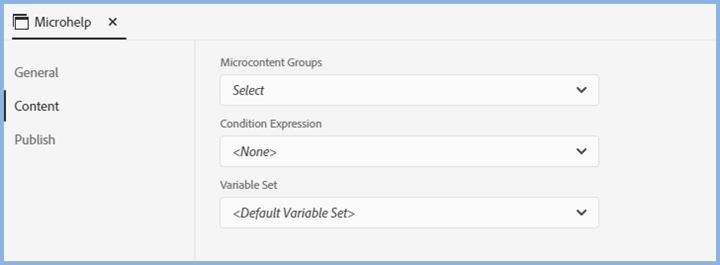 Microhelp
General
Content
Publish
Microcontent Groups
Select
Condition Expression
<None>
Variable Set
<Default Variable Set>